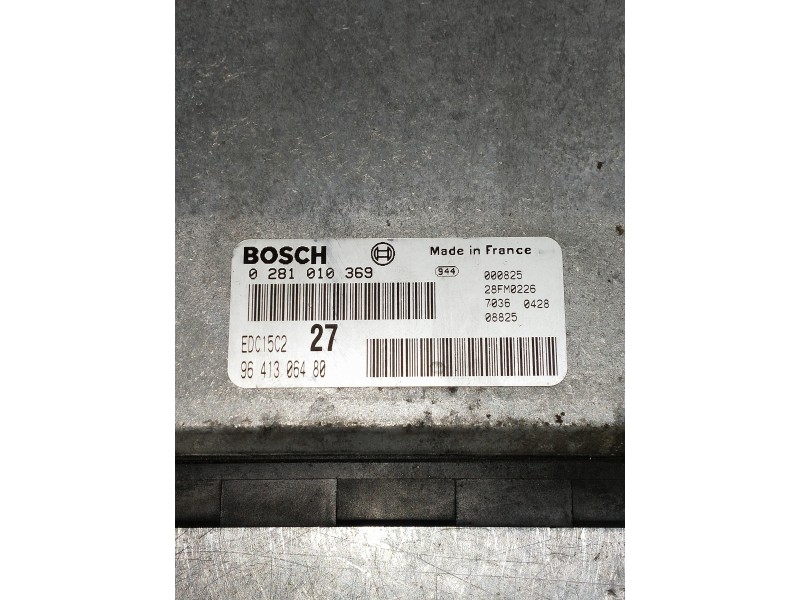 BOSCH Made in France
0 281 010 369 944 000825
28FM0226
7036 0428
08825
EDC15C2 27
96 413 064 80